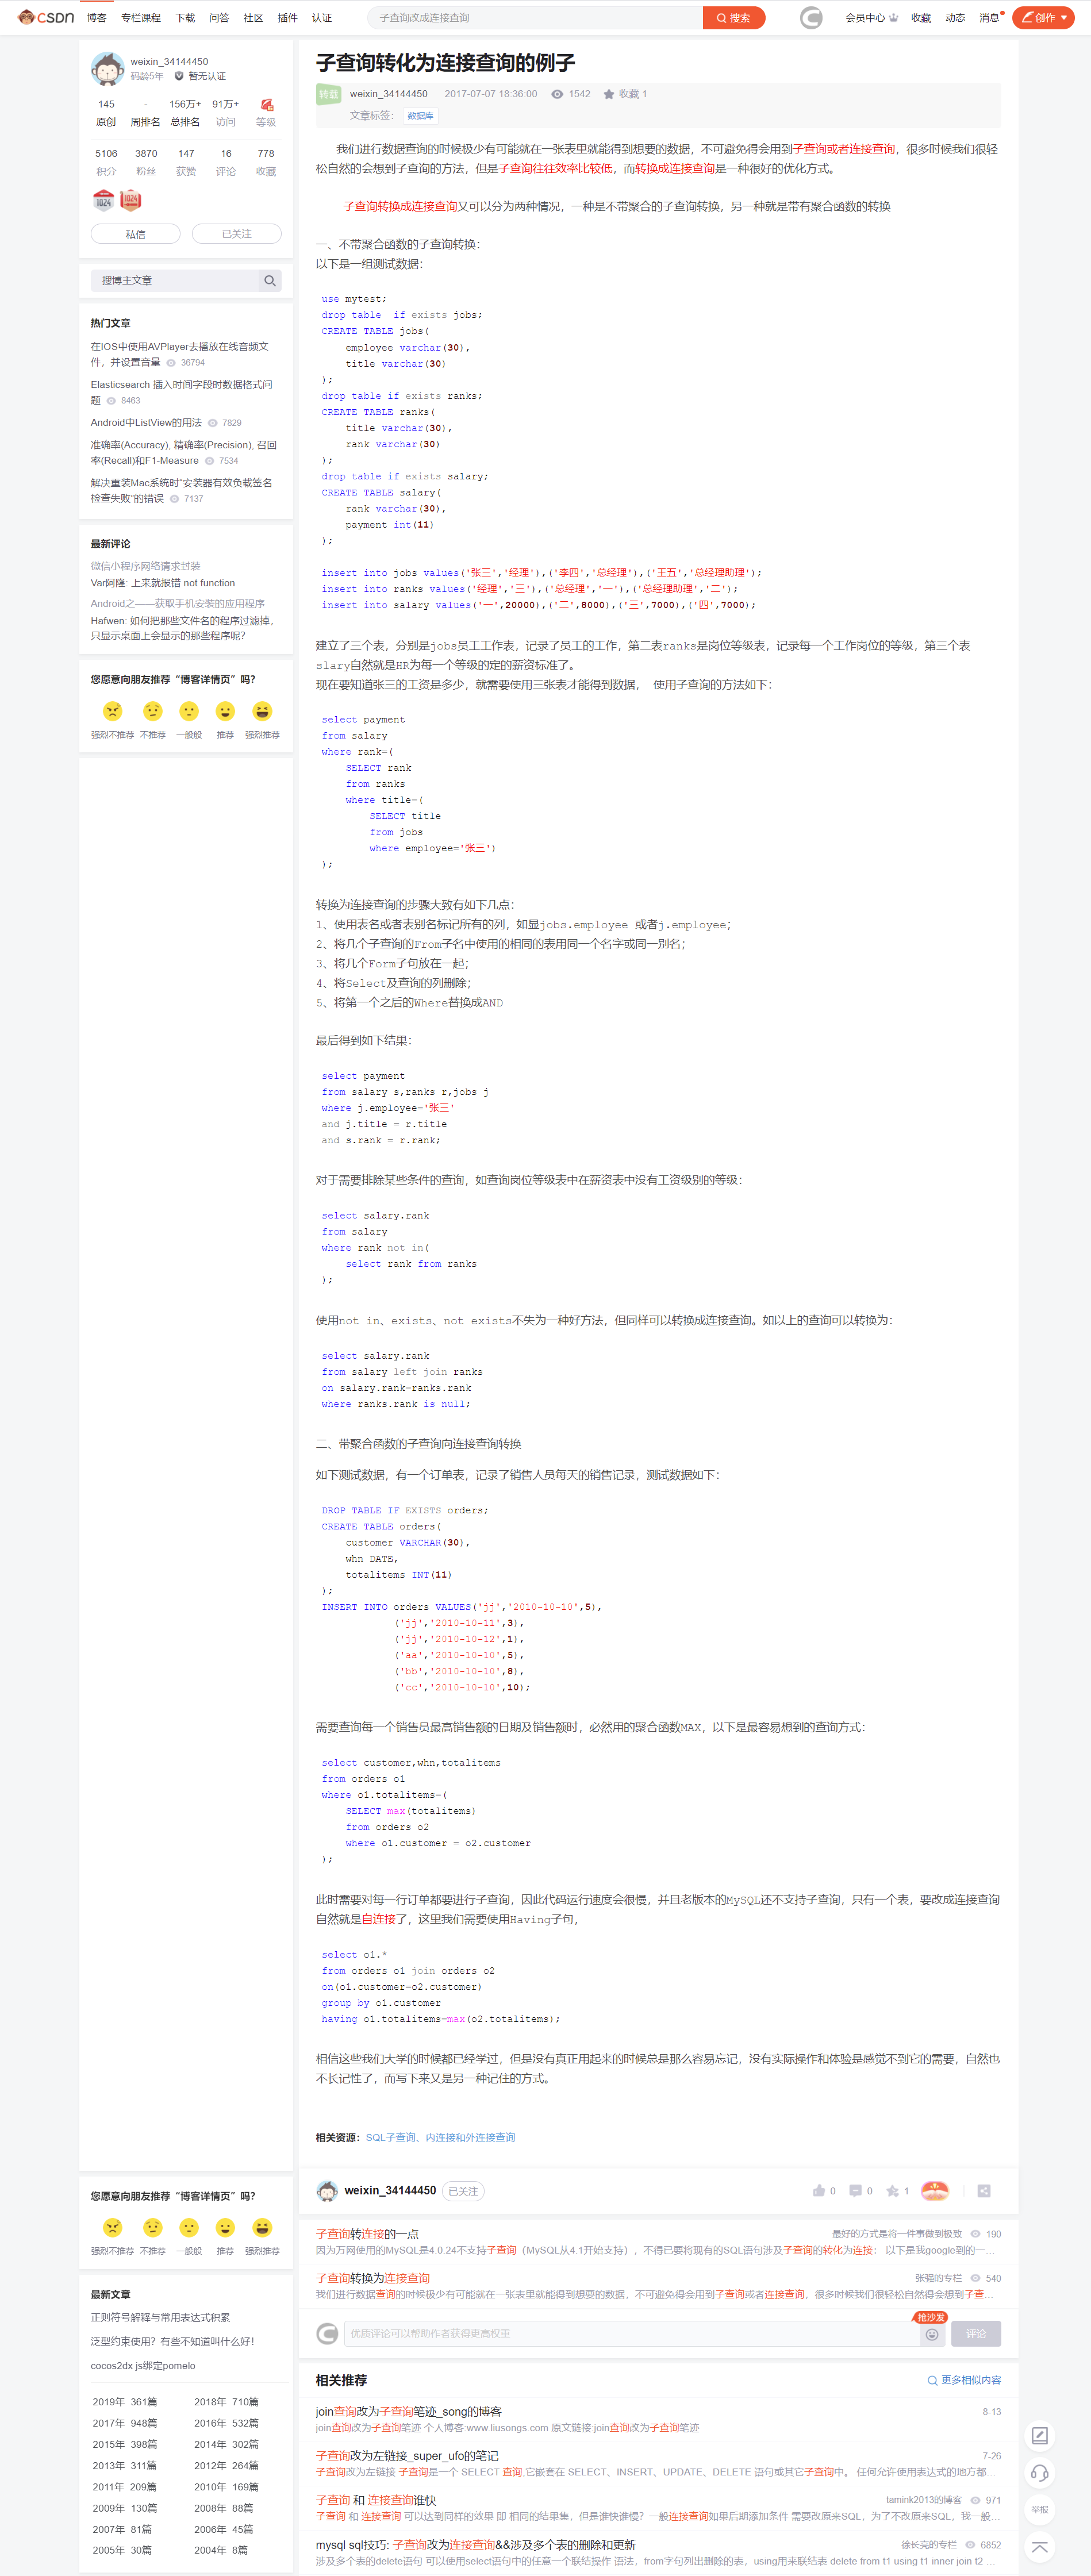 CSDN 博客 专栏课程 下载 问答 社区 插件 认证 子查询改成连接查询 搜索 会员中心 收藏 动态 消息 创作
weixin_34144450
码龄5年 暂无认证
145 - 156万+ 91万+
原创 周排名 总排名 访问 等级
5106 3870 147 16 778
积分 粉丝 获赞 评论 收藏
私信 已关注
搜博主文章
热门文章
在IOS中使用AVPlayer去播放在线音频文
件，并设置音量 36794
Elasticsearch 插入时间字段时数据格式问
题 8463
Android中ListView的用法 7829
准确率(Accuracy), 精确率(Precision), 召回
率(Recall)和F1-Measure 7534
解决重装Mac系统时“安装器有效负载签名
检查失败”的错误 7137
最新评论
微信小程序网络请求封装
Var阿隆: 上来就报错 not function
Android之——获取手机安装的应用程序
Hafwen: 如何把那些文件名的程序过滤掉，
只显示桌面上会显示的那些程序呢?
您愿意向朋友推荐“博客详情页”吗?
强烈不推荐 不推荐 一般般 推荐 强烈推荐
子查询转化为连接查询的例子
转载 weixin_34144450 2017-07-07 18:36:00 1542 收藏 1
文章标签： 数据库
我们进行数据查询的时候极少有可能就在一张表里就能得到想要的数据，不可避免得会用到子查询或者连接查询，很多时候我们很轻
松自然的会想到子查询的方法，但是子查询往往效率比较低，而转换成连接查询是一种很好的优化方式。
子查询转换成连接查询又可以分为两种情况，一种是不带聚合的子查询转换，另一种就是带有聚合函数的转换
一、不带聚合函数的子查询转换：
以下是一组测试数据：
use mytest;
drop table  if exists jobs;
CREATE TABLE jobs(
    employee varchar(30),
    title varchar(30)
);
drop table if exists ranks;
CREATE TABLE ranks(
    title varchar(30),
    rank varchar(30)
);
drop table if exists salary;
CREATE TABLE salary(
    rank varchar(30),
    payment int(11)
);
insert into jobs values('张三','经理'),('李四','总经理'),('王五','总经理助理');
insert into ranks values('经理','三'),('总经理','一'),('总经理助理','二');
insert into salary values('一',20000),('二',8000),('三',7000),('四',7000);
建立了三个表，分别是jobs员工工作表，记录了员工的工作，第二表ranks是岗位等级表，记录每一个工作岗位的等级，第三个表
slary自然就是HR为每一个等级的定的薪资标准了。
现在要知道张三的工资是多少，就需要使用三张表才能得到数据， 使用子查询的方法如下：
select payment
from salary
where rank=(
    SELECT rank
    from ranks
    where title=(
        SELECT title
        from jobs
        where employee='张三')
);
转换为连接查询的步骤大致有如下几点：
1、使用表名或者表别名标记所有的列，如显jobs.employee 或者j.employee；
2、将几个子查询的From子名中使用的相同的表用同一个名字或同一别名；
3、将几个Form子句放在一起；
4、将Select及查询的列删除；
5、将第一个之后的Where替换成AND
最后得到如下结果：
select payment
from salary s,ranks r,jobs j
where j.employee='张三'
and j.title = r.title
and s.rank = r.rank;
对于需要排除某些条件的查询，如查询岗位等级表中在薪资表中没有工资级别的等级：
select salary.rank
from salary
where rank not in(
    select rank from ranks
);
使用not in、exists、not exists不失为一种好方法，但同样可以转换成连接查询。如以上的查询可以转换为：
select salary.rank
from salary left join ranks
on salary.rank=ranks.rank
where ranks.rank is null;
二、带聚合函数的子查询向连接查询转换
如下测试数据，有一个订单表，记录了销售人员每天的销售记录，测试数据如下：
DROP TABLE IF EXISTS orders;
CREATE TABLE orders(
    customer VARCHAR(30),
    whn DATE,
    totalitems INT(11)
);
INSERT INTO orders VALUES('jj','2010-10-10',5),
            ('jj','2010-10-11',3),
            ('jj','2010-10-12',1),
            ('aa','2010-10-10',5),
            ('bb','2010-10-10',8),
            ('cc','2010-10-10',10);
需要查询每一个销售员最高销售额的日期及销售额时，必然用的聚合函数MAX，以下是最容易想到的查询方式：
select customer,whn,totalitems
from orders o1
where o1.totalitems=(
    SELECT max(totalitems)
    from orders o2
    where o1.customer = o2.customer
);
此时需要对每一行订单都要进行子查询，因此代码运行速度会很慢，并且老版本的MySQL还不支持子查询，只有一个表，要改成连接查询
自然就是自连接了，这里我们需要使用Having子句，
select o1.*
from orders o1 join orders o2
on(o1.customer=o2.customer)
group by o1.customer
having o1.totalitems=max(o2.totalitems);
相信这些我们大学的时候都已经学过，但是没有真正用起来的时候总是那么容易忘记，没有实际操作和体验是感觉不到它的需要，自然也
不长记性了，而写下来又是另一种记住的方式。
相关资源：SQL子查询、内连接和外连接查询
weixin_34144450 已关注 0 0 1
子查询转连接的一点 最好的方式是将一件事做到极致 190
因为万网使用的MySQL是4.0.24不支持子查询（MySQL从4.1开始支持），不得已要将现有的SQL语句涉及子查询的转化为连接： 以下是我google到的一…
子查询转换为连接查询 张强的专栏 540
我们进行数据查询的时候极少有可能就在一张表里就能得到想要的数据，不可避免得会用到子查询或者连接查询，很多时候我们很轻松自然得会想到子查…
抢沙发
优质评论可以帮助作者获得更高权重 评论
相关推荐 更多相似内容
join查询改为子查询笔迹_song的博客 8-13
join查询改为子查询笔迹 个人博客:www.liusongs.com 原文链接:join查询改为子查询笔迹
子查询改为左链接_super_ufo的笔记 7-26
子查询改为左链接 子查询是一个 SELECT 查询,它嵌套在 SELECT、INSERT、UPDATE、DELETE 语句或其它子查询中。 任何允许使用表达式的地方都…
子查询 和 连接查询谁快 tamink2013的博客 971
子查询 和 连接查询 可以达到同样的效果 即 相同的结果集，但是谁快谁慢？一般连接查询如果后期添加条件 需要改原来SQL，为了不改原来SQL，我一般…
mysql sql技巧: 子查询改为连接查询&&涉及多个表的删除和更新 徐长亮的专栏 6852
涉及多个表的delete语句 可以使用select语句中的任意一个联结操作 语法，from字句列出删除的表，using用来联结表 delete from t1 using t1 inner join t2 …
您愿意向朋友推荐“博客详情页”吗?
强烈不推荐 不推荐 一般般 推荐 强烈推荐
最新文章
正则符号解释与常用表达式积累
泛型约束使用？有些不知道叫什么好！
cocos2dx js绑定pomelo
2019年 361篇 2018年 710篇
2017年 948篇 2016年 532篇
2015年 398篇 2014年 302篇
2013年 311篇 2012年 264篇
2011年 209篇 2010年 169篇
2009年 130篇 2008年 88篇
2007年 81篇 2006年 45篇
2005年 30篇 2004年 8篇
举报